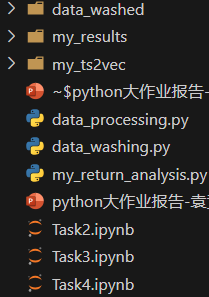 data_washed
my_results
my_ts2vec
~$python大作业报告-
data_processing.py
data_washing.py
my_return_analysis.py
python大作业报告-袁
Task2.ipynb
Task3.ipynb
Task4.ipynb